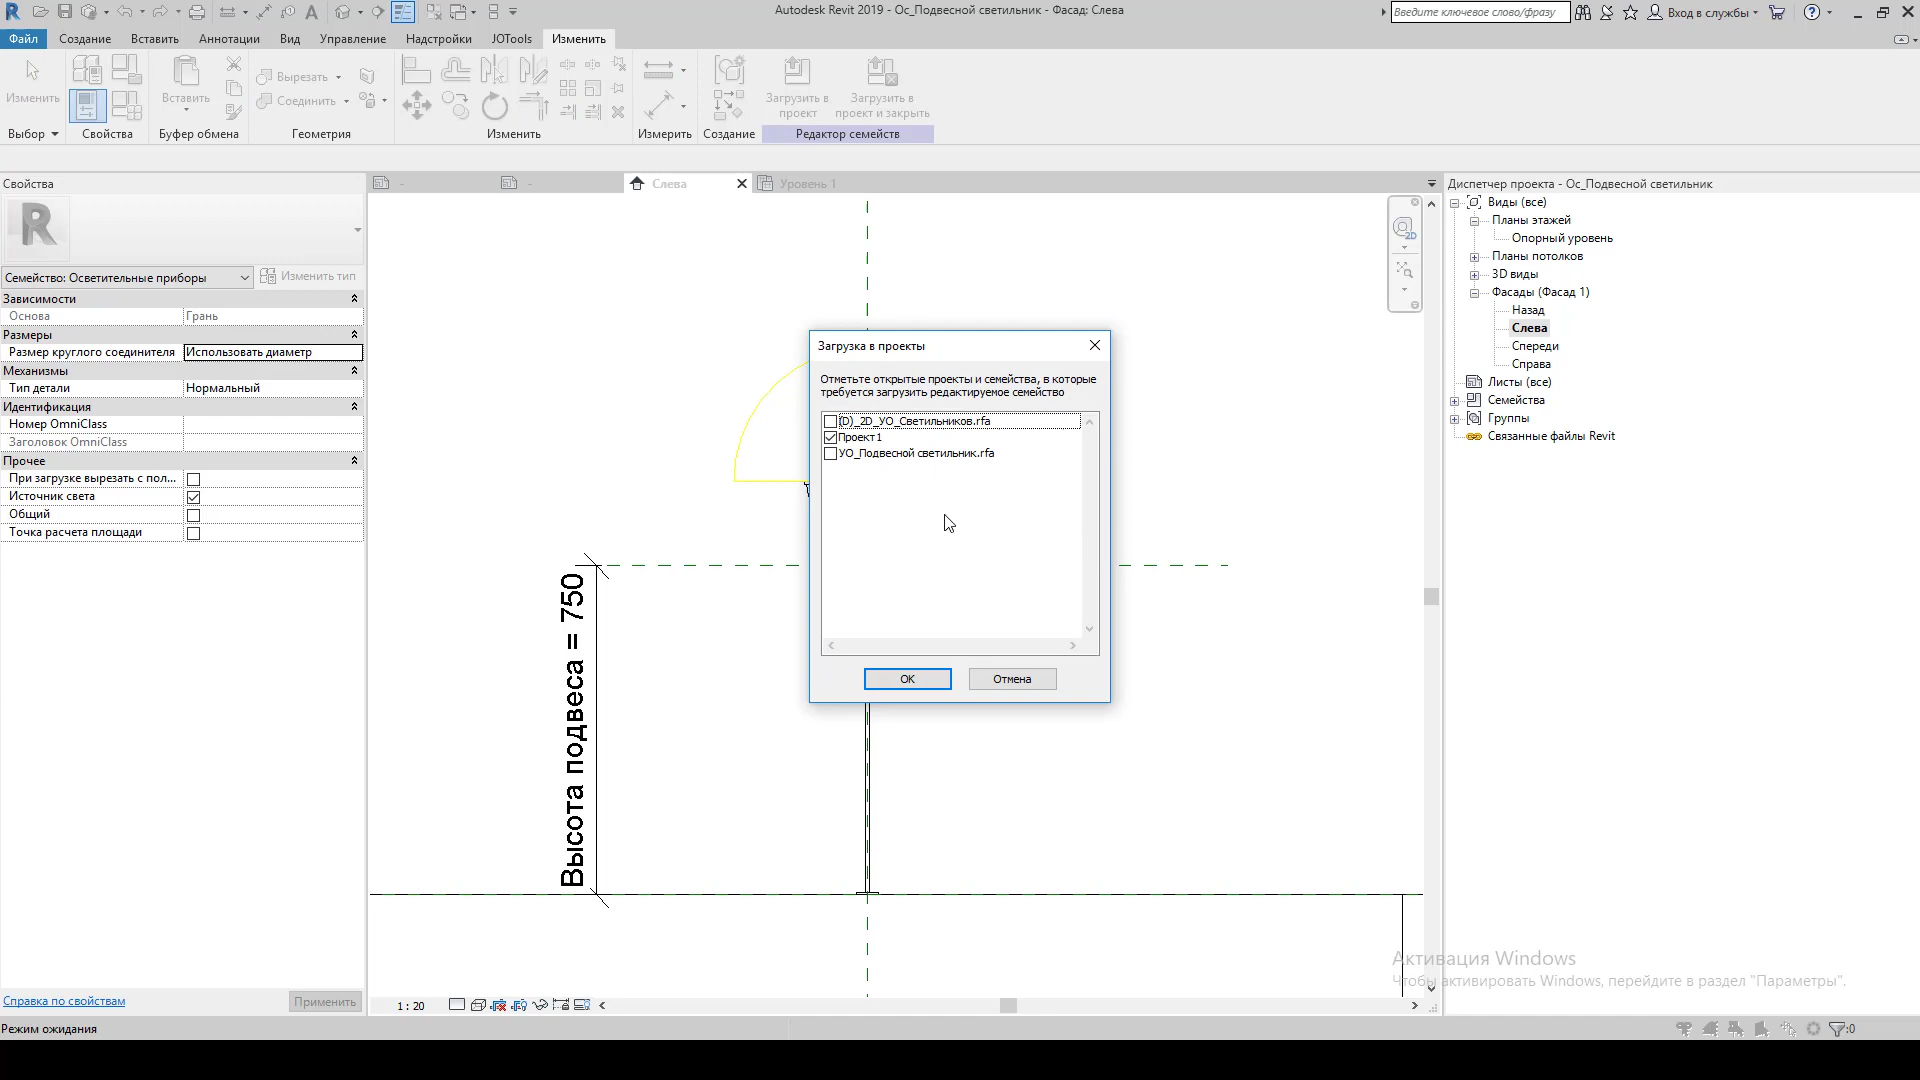 Autodesk Revit 2019 - Ос_Подвесной светильник - Фасад: Слева
Введите ключевое слово/фразу
Вход в службы
Файл
Создание
Вставить
Аннотации
Вид
Управление
Надстройки
JOTools
Изменить
Изменить
Вставить
Вырезать
Соединить
Загрузить в проект
Загрузить в проект и закрыть
Выбор
Свойства
Буфер обмена
Геометрия
Изменить
Измерить
Создание
Редактор семейств
Свойства
Семейство: Осветительные приборы
Изменить тип
Зависимости
Основа
Грань
Размеры
Размер круглого соединителя
Использовать диаметр
Механизмы
Тип детали
Нормальный
Идентификация
Номер OmniClass
Заголовок OmniClass
Прочее
При загрузке вырезать с пол...
Источник света
Общий
Точка расчета площади
Справка по свойствам
Применить
Режим ожидания
-
-
Слева
Уровень 1
2D
Высота подвеса = 750
Загрузка в проекты
Отметьте открытые проекты и семейства, в которые
требуется загрузить редактируемое семейство
(D)_2D_УО_Светильников.rfa
Проект1
УО_Подвесной светильник.rfa
OK
Отмена
1 : 20
Диспетчер проекта - Ос_Подвесной светильник
Виды (все)
Планы этажей
Опорный уровень
Планы потолков
3D виды
Фасады (Фасад 1)
Назад
Слева
Спереди
Справа
Листы (все)
Семейства
Группы
Связанные файлы Revit
Активация Windows
Чтобы активировать Windows, перейдите в раздел "Параметры".
:0